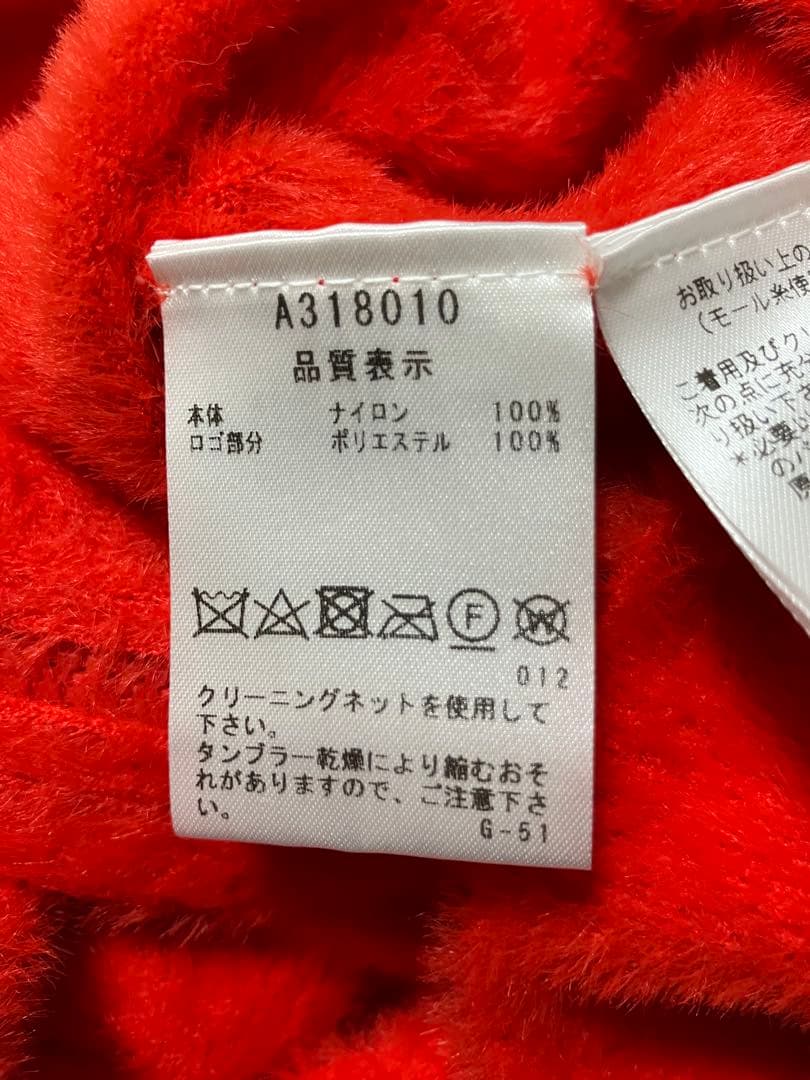 A318010
品質表示
本体 ナイロン 100%
ロゴ部分 ポリエステル 100%
F
W
012
クリーニングネットを使用して
下さい。
タンブラー乾燥により縮むおそ
れがありますので、ご注意下さ
い。
G-51
お取り扱い上の
(モール糸使
ご着用及びク
次の点に充
り扱い下
*必要
のバ